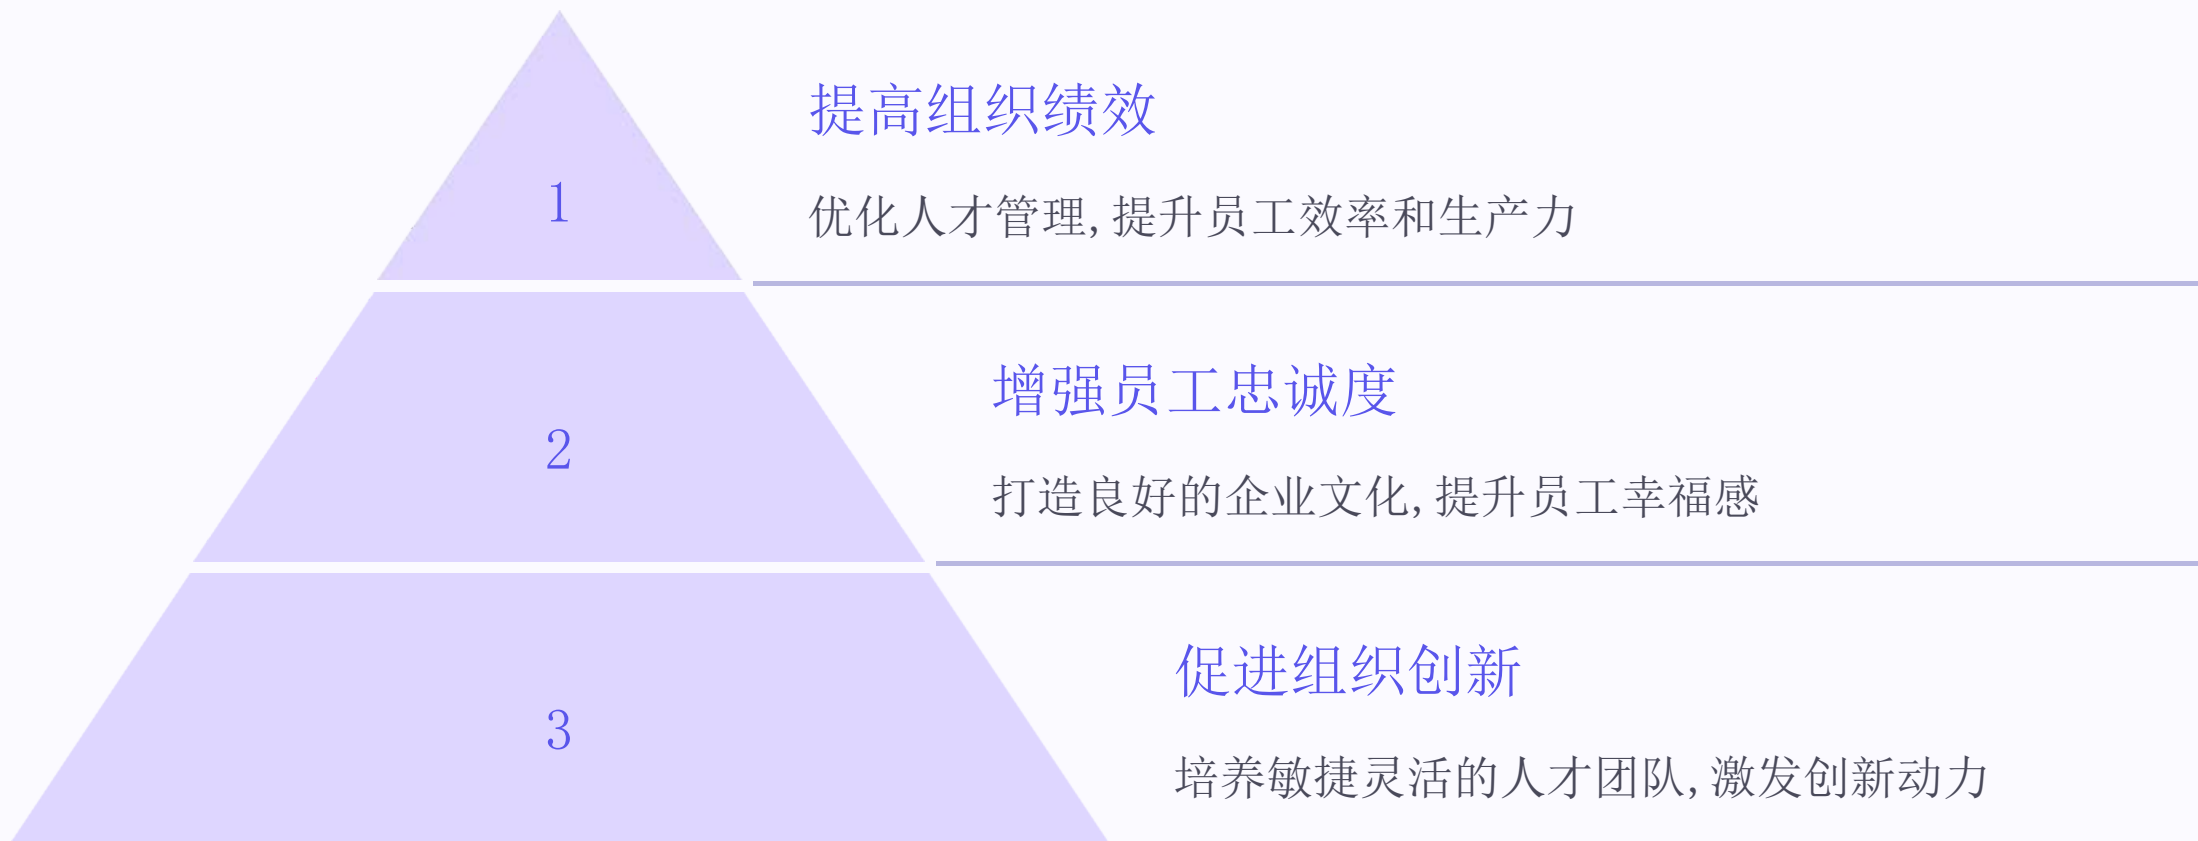 1
提高组织绩效
优化人才管理, 提升员工效率和生产力
2
增强员工忠诚度
打造良好的企业文化, 提升员工幸福感
3
促进组织创新
培养敏捷灵活的人才团队, 激发创新动力